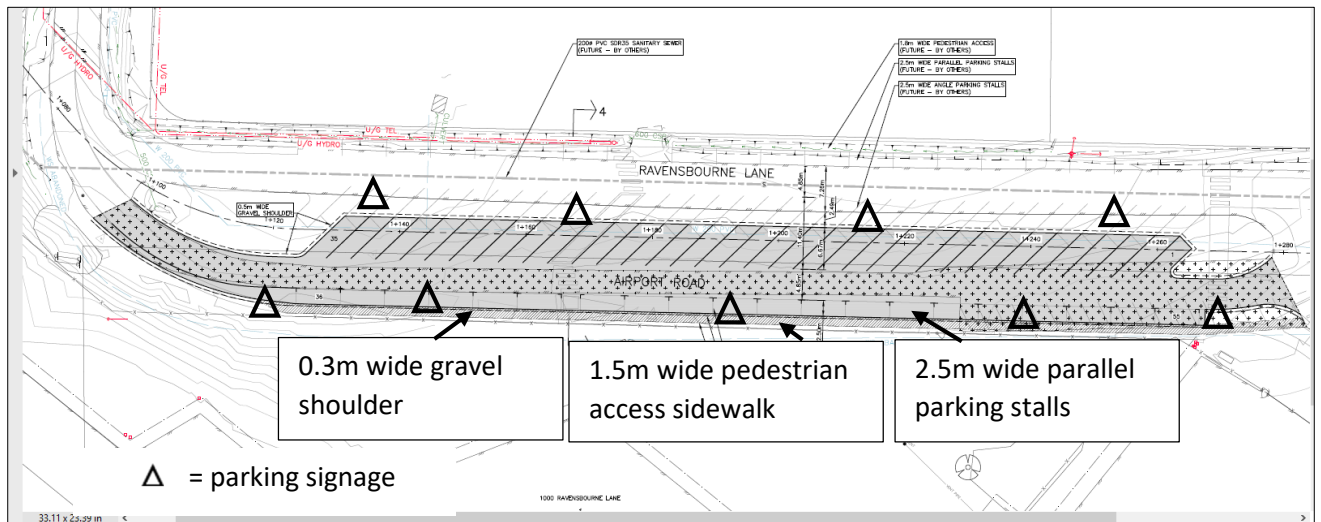 200ø PVC SDR35 SANITARY SEWER
(FUTURE - BY OTHERS)
1.8m WIDE PEDESTRIAN ACCESS
(FUTURE - BY OTHERS)
2.5m WIDE PARALLEL PARKING STALLS
(FUTURE - BY OTHERS)
2.5m WIDE ANGLE PARKING STALLS
(FUTURE - BY OTHERS)
U/G HYDRO
U/G TEL
1+080
4
U/G TEL
U/G HYDRO
RAVENSBOURNE LANE
1+100
0.5m WIDE
GRAVEL SHOULDER
1+120
35
1+140
1+200
1+220
1+240
1+260
1+280
AIRPORT ROAD
36
0.3m wide gravel
shoulder
1.5m wide pedestrian
access sidewalk
2.5m wide parallel
parking stalls
= parking signage
1000 RAVENSBOURNE LANE
33.11 x 23.39 in